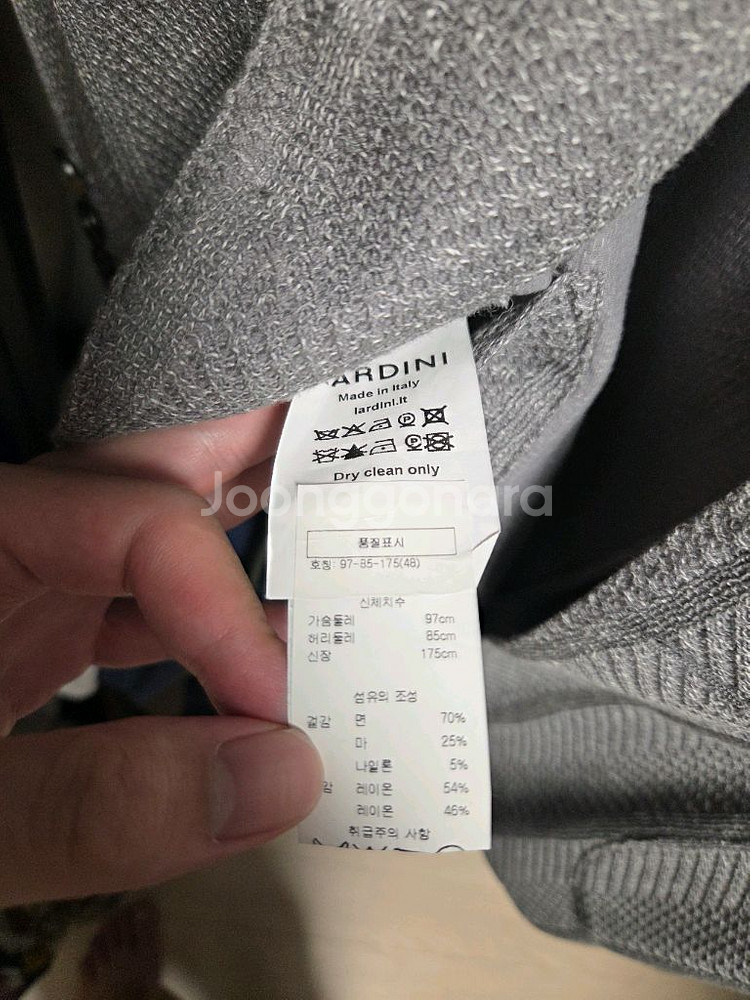 LARDINI
Made in Italy
lardini.it
Dry clean only
Joonggonara
품질표시
호칭: 97-85-175(48)
신체치수
가슴둘레 97cm
허리둘레 85cm
신장 175cm
섬유의 조성
겉감 면 70%
마 25%
나일론 5%
감 레이온 54%
레이온 46%
취급주의 사항